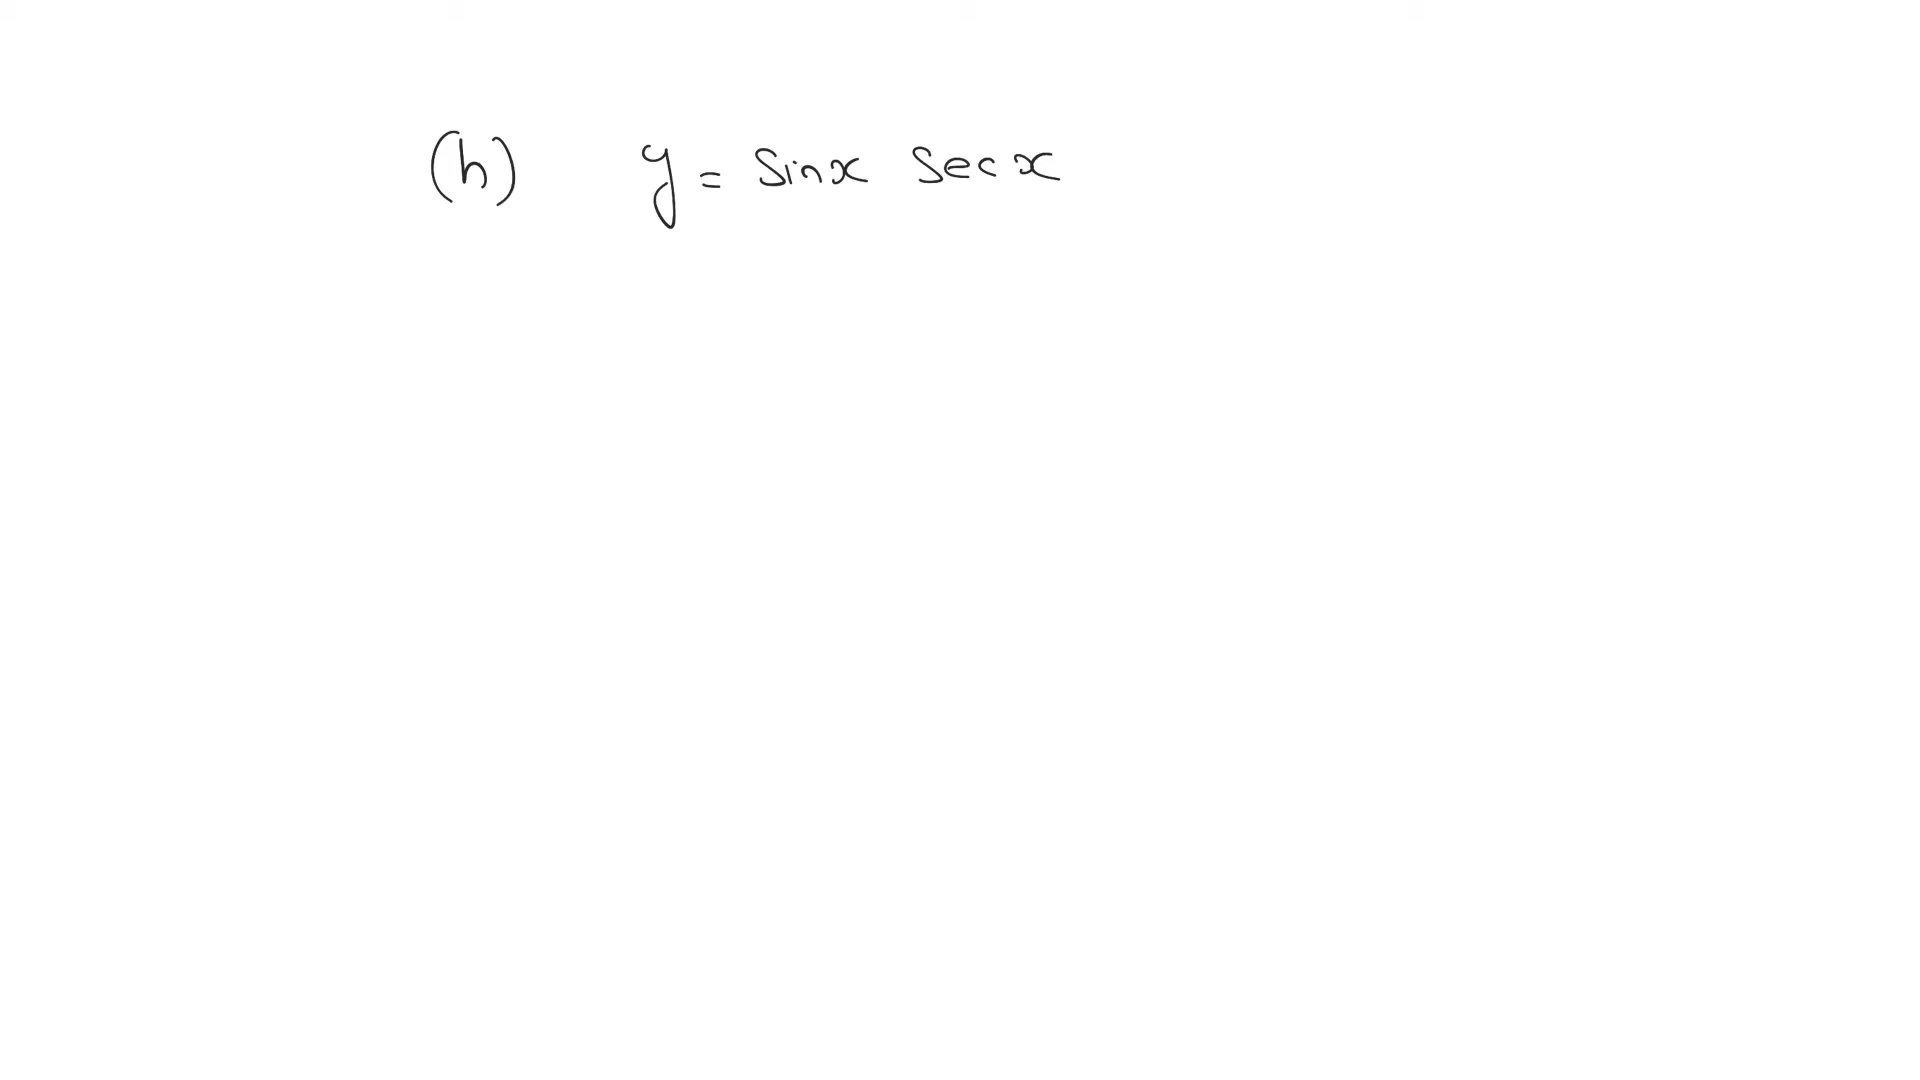 (h) y = sinx secx